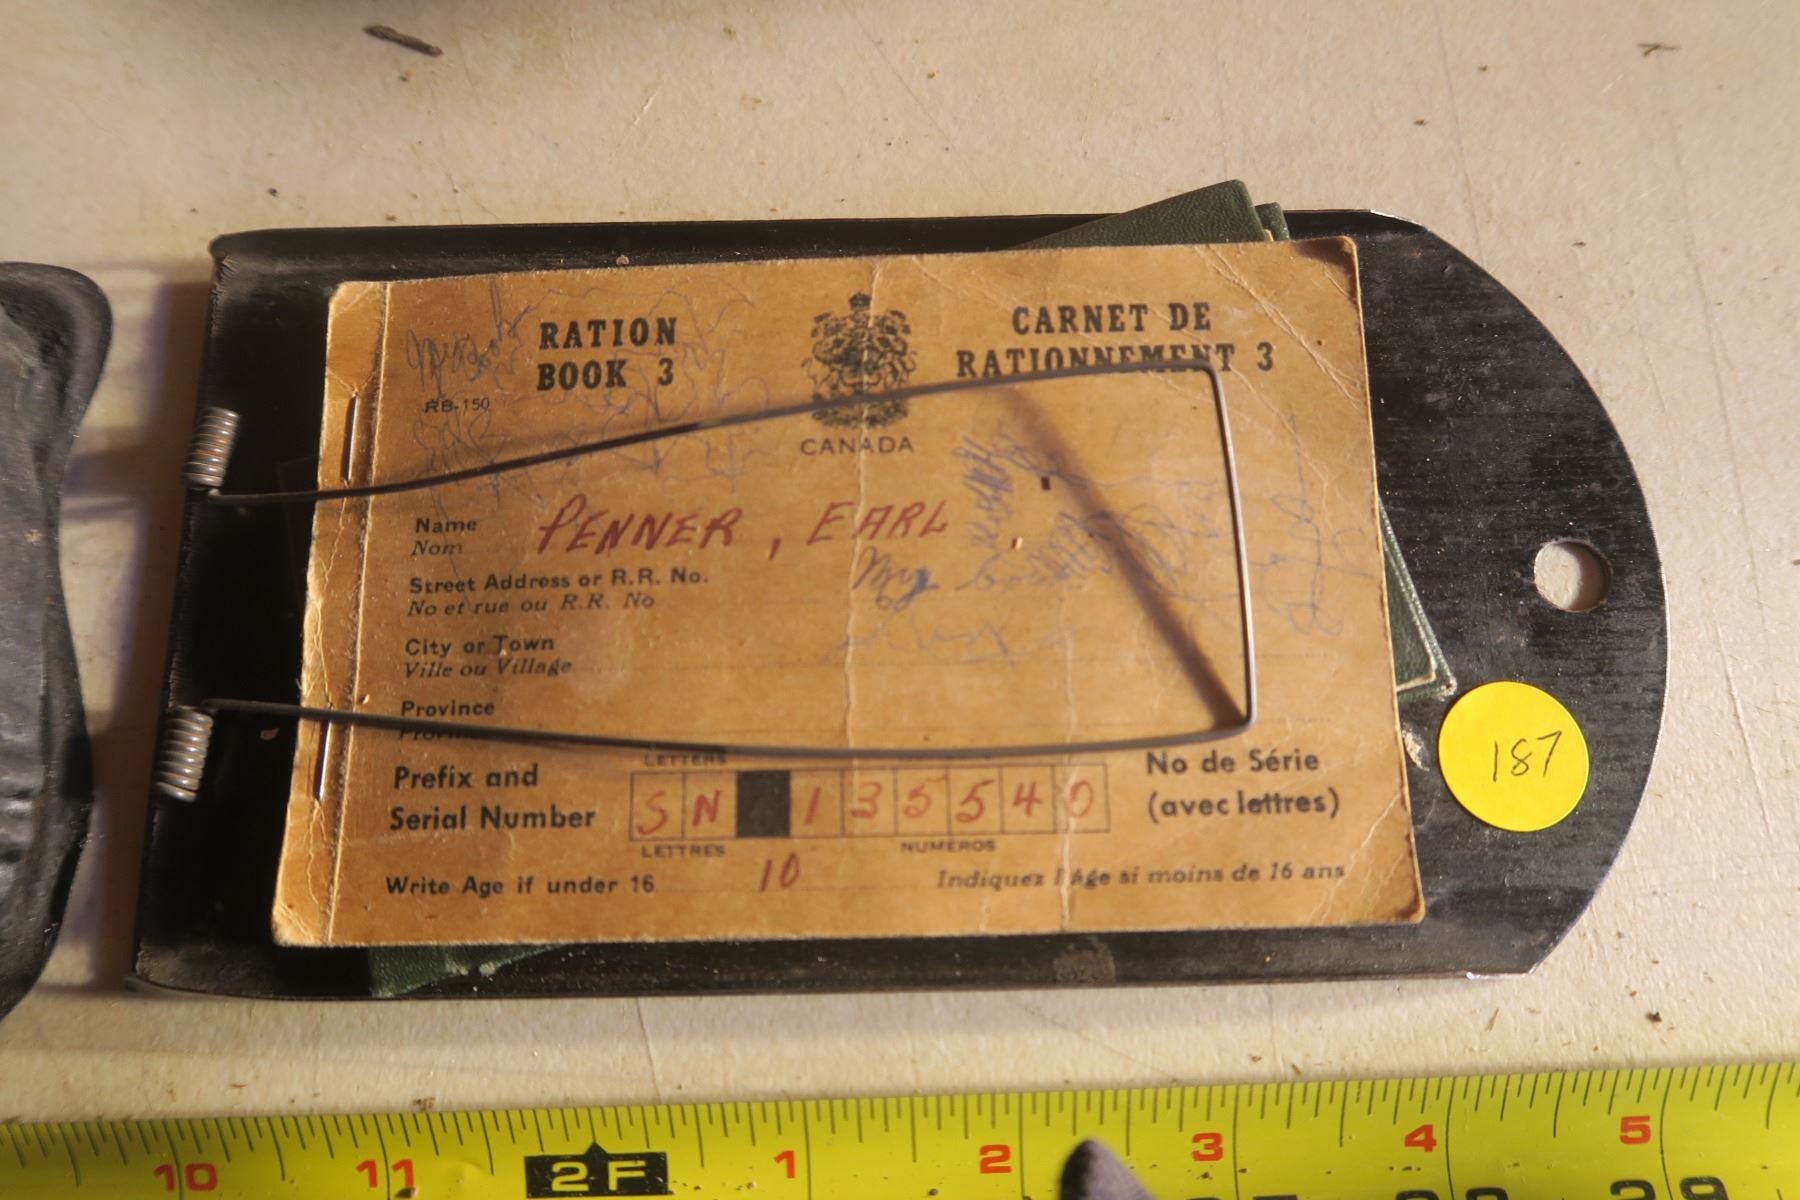 RATION
BOOK 3
CARNET DE
RATIONNEMENT 3
RB-150
CANADA
Name PENNER, EARL
Nom
My
Street Address or R.R. No.
No et rue ou R.R. No
City or Town
Ville ou Village
Province
LETTERS
Prefix and
Serial Number
SN 135540
No de Série
(avec lettres)
LETTRES
NUMÉROS
Write Age if under 16 10 Indiquez l'âge si moins de 16 ans
187
10 11 2F 1 2 3 4 5